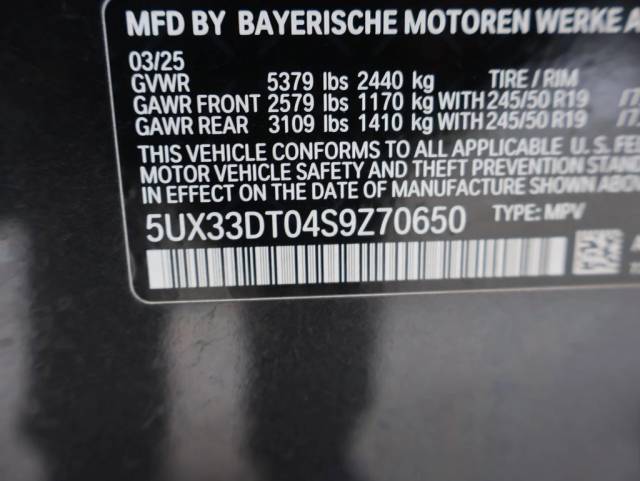 MFD BY BAYERISCHE MOTOREN WERKE A
03/25
GVWR 5379 lbs 2440 kg TIRE / RIM
GAWR FRONT 2579 lbs 1170 kg WITH 245/50 R19
GAWR REAR 3109 lbs 1410 kg WITH 245/50 R19
THIS VEHICLE CONFORMS TO ALL APPLICABLE U.S. FE
MOTOR VEHICLE SAFETY AND THEFT PREVENTION STAN
IN EFFECT ON THE DATE OF MANUFACTURE SHOWN ABO
5UX33DT04S9Z70650 TYPE: MPV